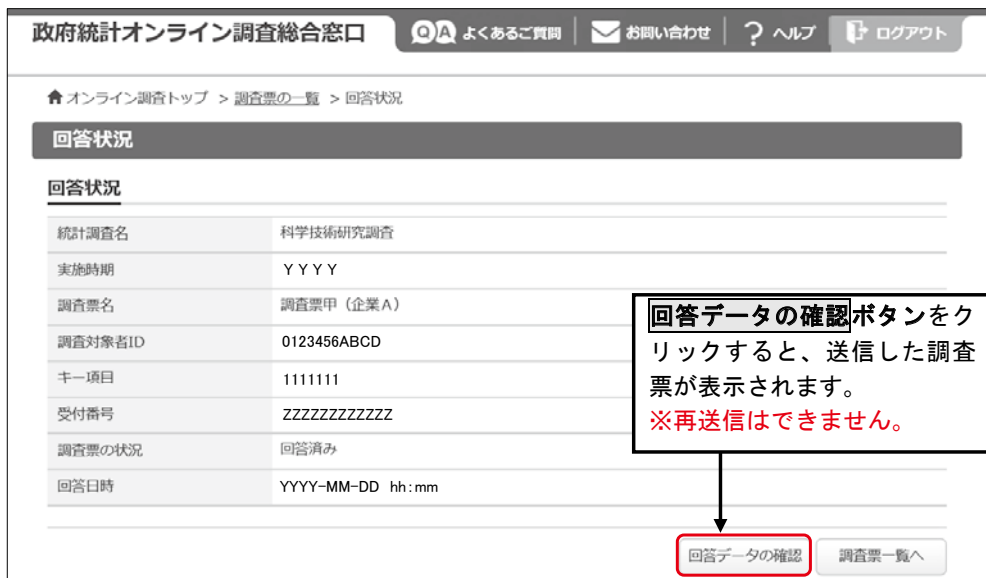 政府統計オンライン調査総合窓口
QA よくあるご質問
お問い合わせ
? ヘルプ
ログアウト
オンライン調査トップ > 調査票の一覧 > 回答状況
回答状況
回答状況
統計調査名 科学技術研究調査
実施時期 YYYY
調査票名 調査票甲（企業A）
調査対象者ID 0123456ABCD
キー項目 1111111
受付番号 ZZZZZZZZZZZZ
調査票の状況 回答済み
回答日時 YYYY-MM-DD hh:mm
回答データの確認ボタンをク
リックすると、送信した調査
票が表示されます。
※再送信はできません。
回答データの確認
調査票一覧へ